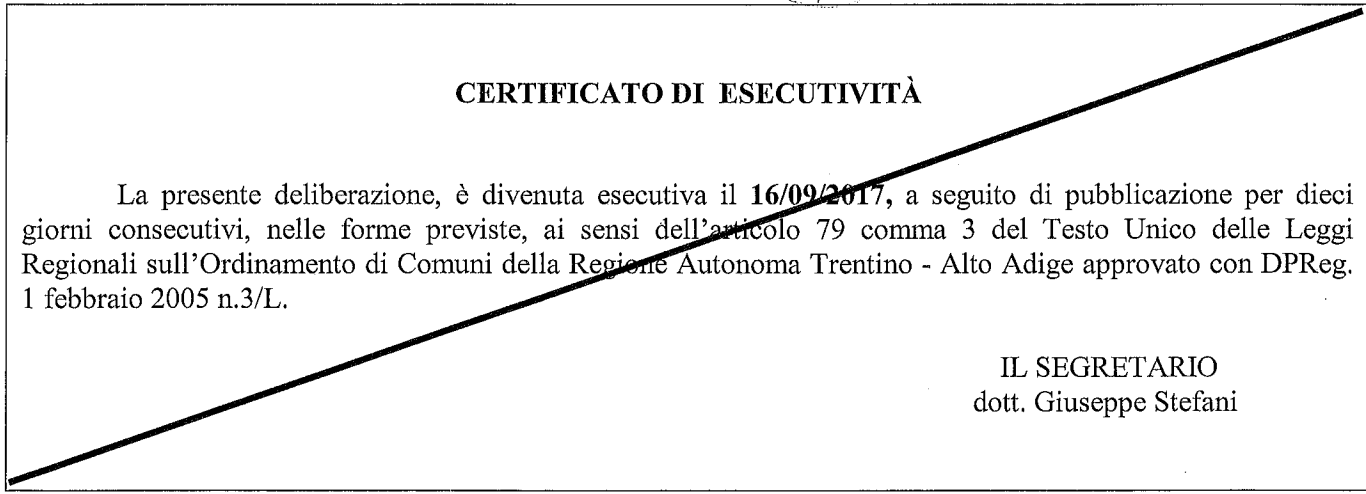 CERTIFICATO DI ESECUTIVITÀ
La presente deliberazione, è divenuta esecutiva il 16/09/2017, a seguito di pubblicazione per dieci
giorni consecutivi, nelle forme previste, ai sensi dell'articolo 79 comma 3 del Testo Unico delle Leggi
Regionali sull'Ordinamento di Comuni della Regione Autonoma Trentino - Alto Adige approvato con DPReg.
1 febbraio 2005 n.3/L.
IL SEGRETARIO
dott. Giuseppe Stefani